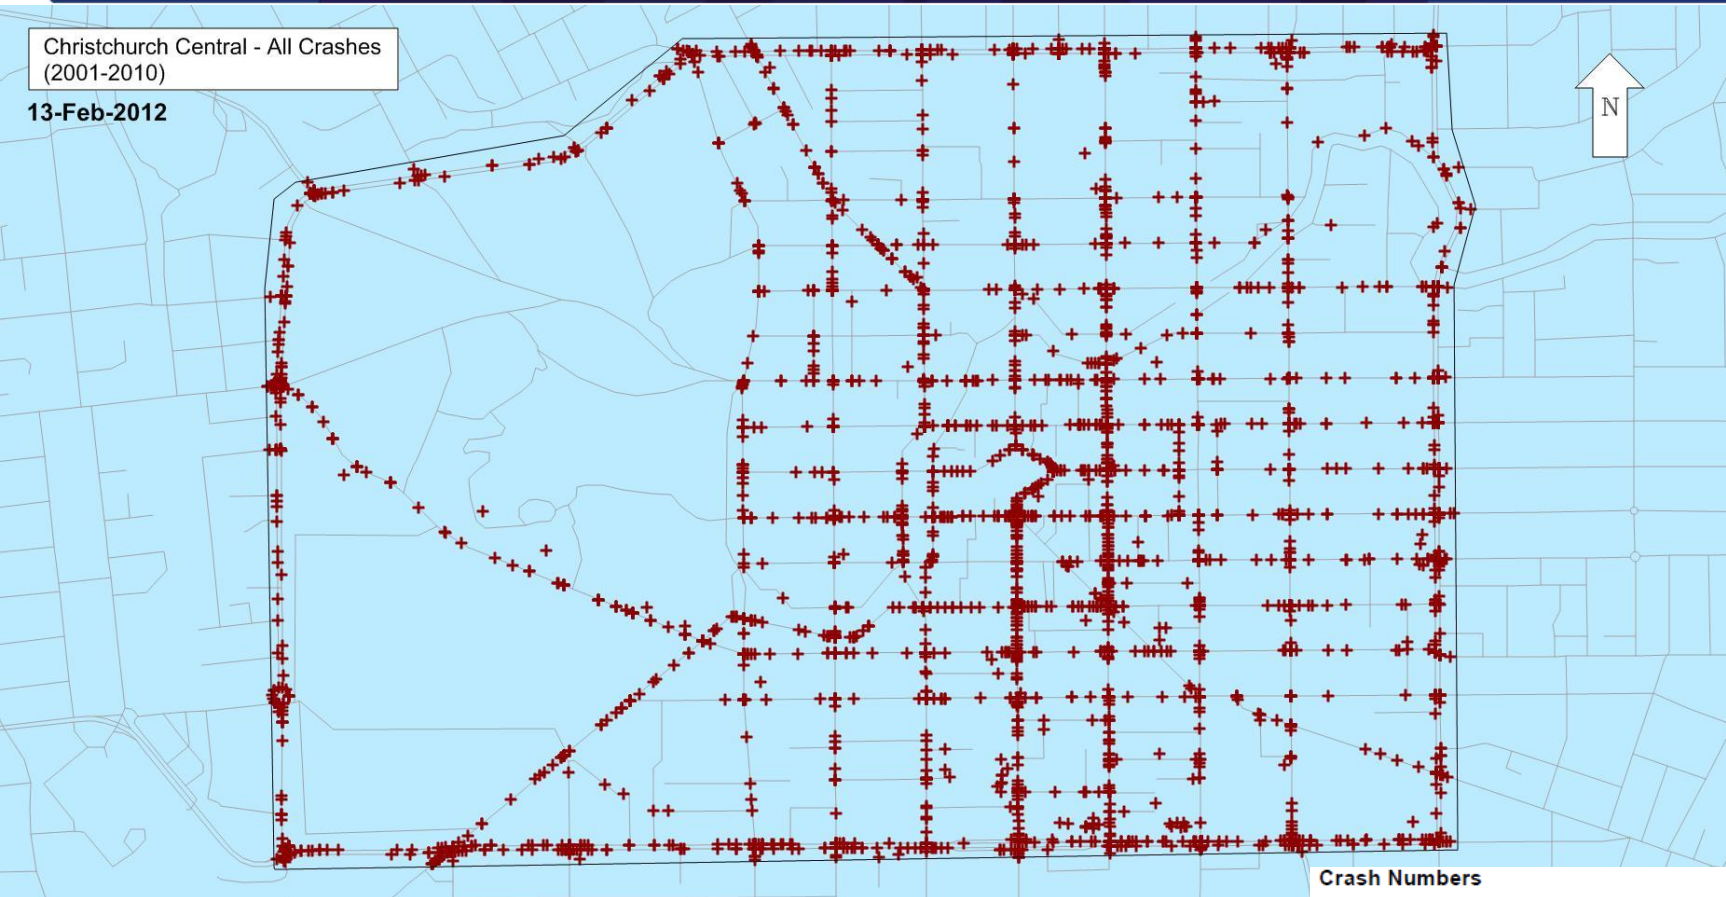 Christchurch Central - All Crashes
(2001-2010)
13-Feb-2012
N
Crash Numbers